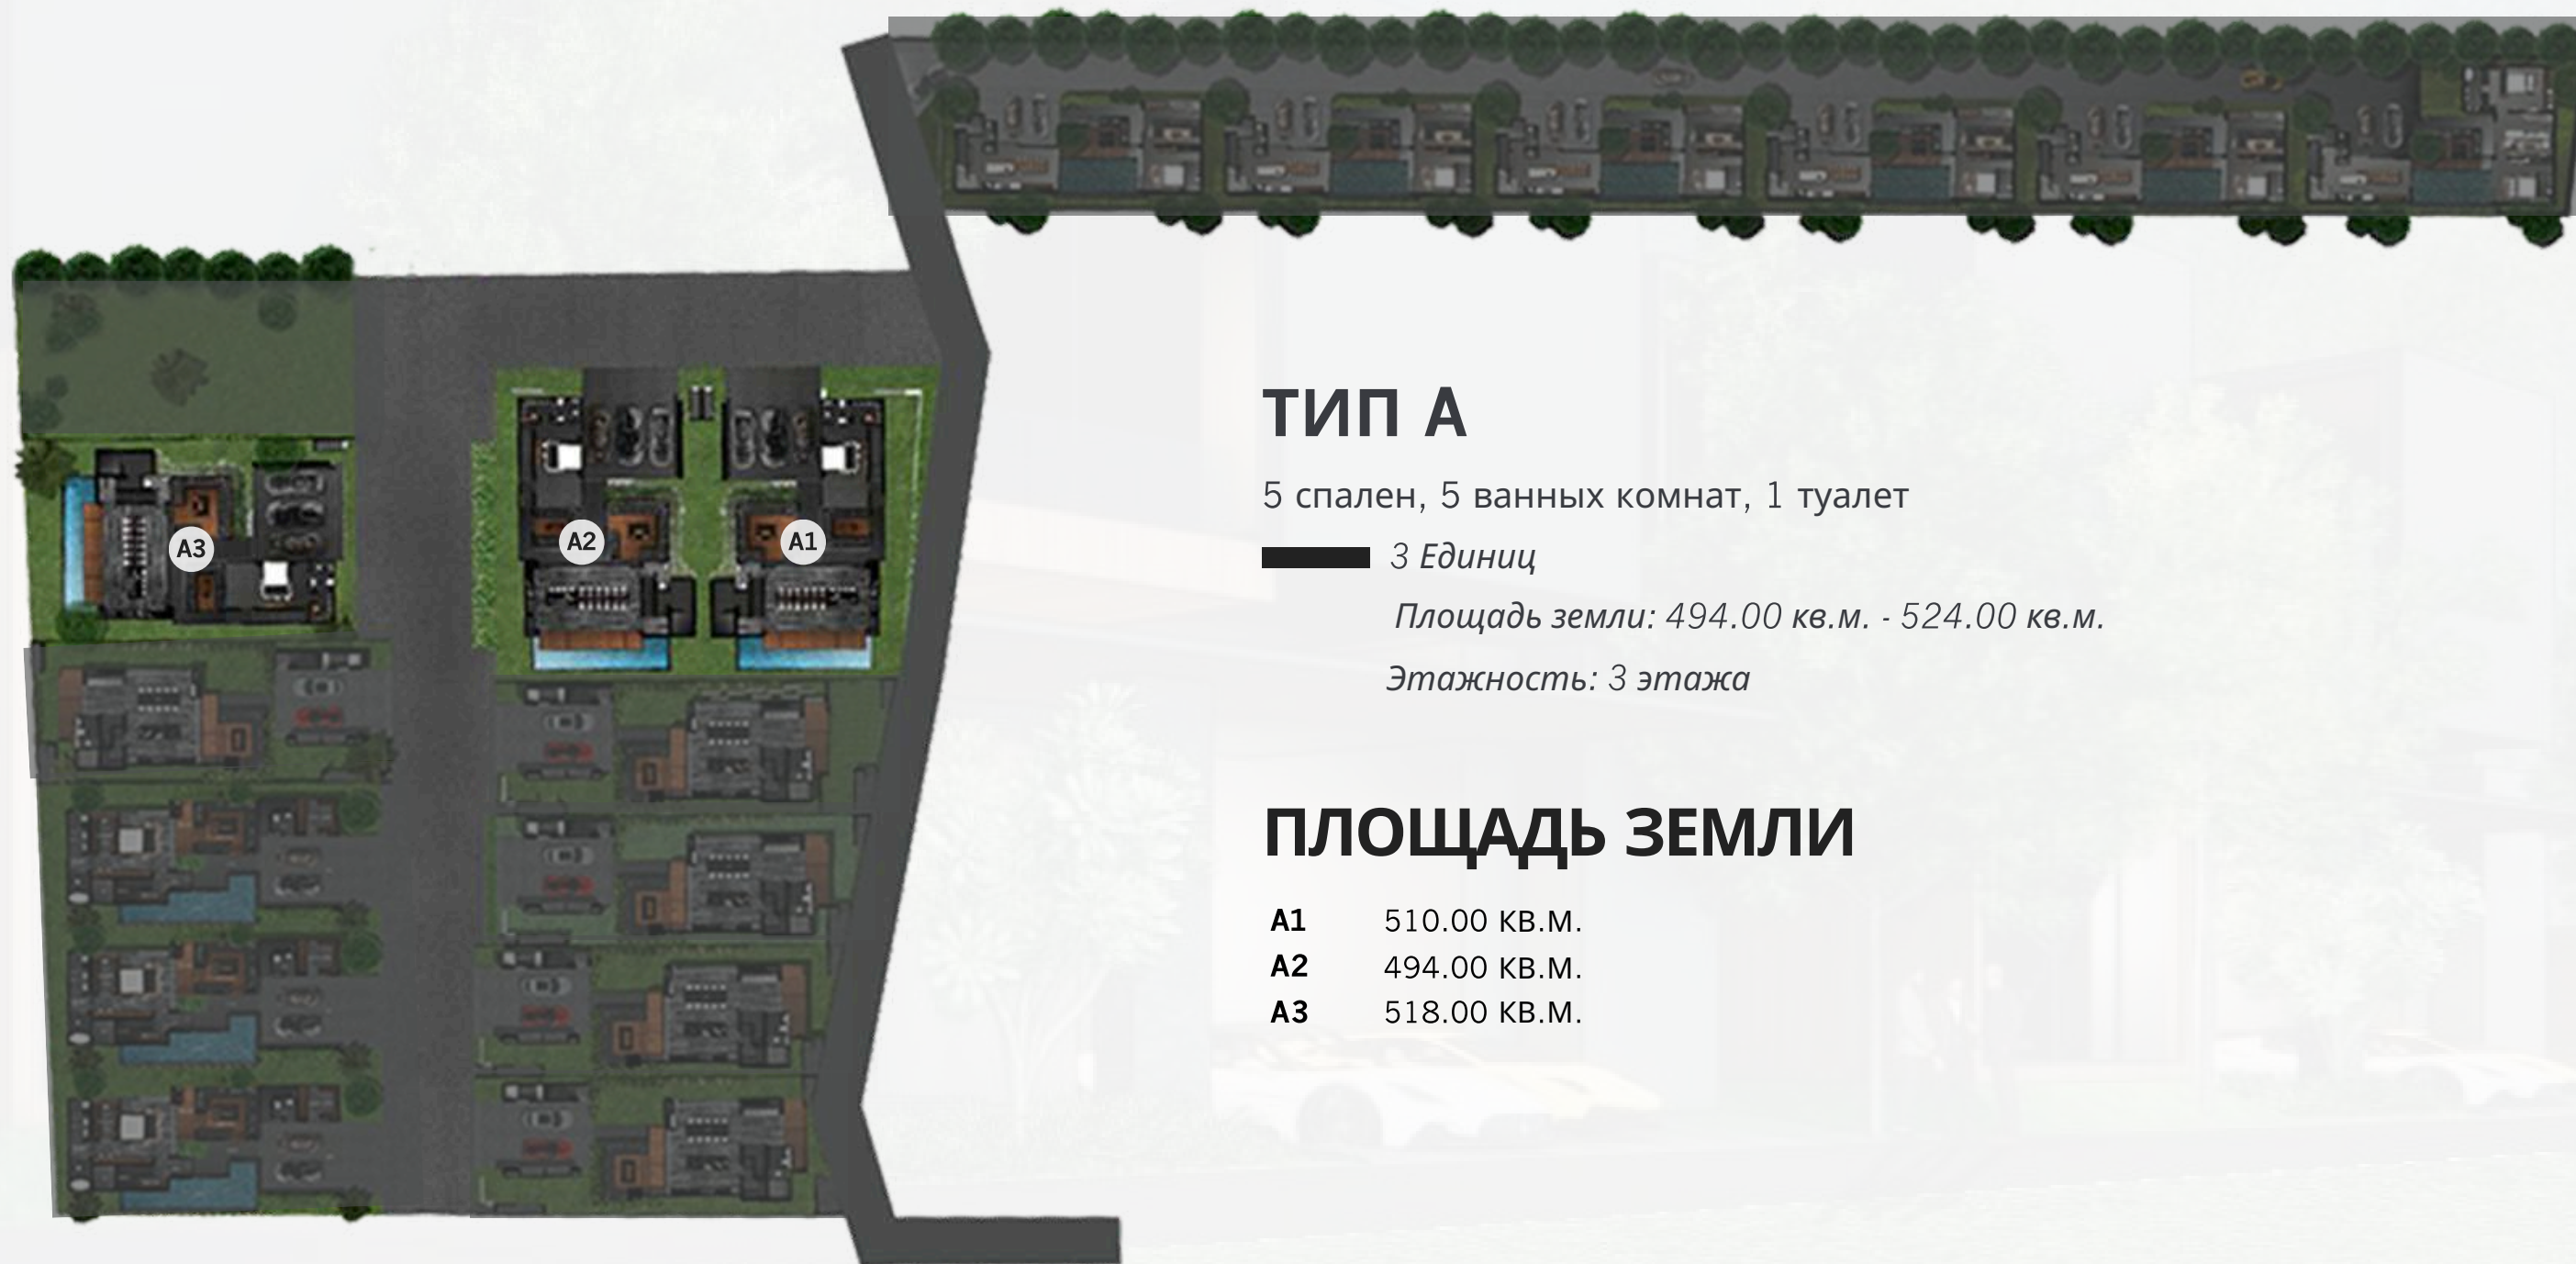 ТИП А
5 спален, 5 ванных комнат, 1 туалет
3 Единиц
Площадь земли: 494.00 кв.м. - 524.00 кв.м.
Этажность: 3 этажа
A3
A2
A1
ПЛОЩАДЬ ЗЕМЛИ
A1 510.00 КВ.М.
A2 494.00 КВ.М.
A3 518.00 КВ.М.